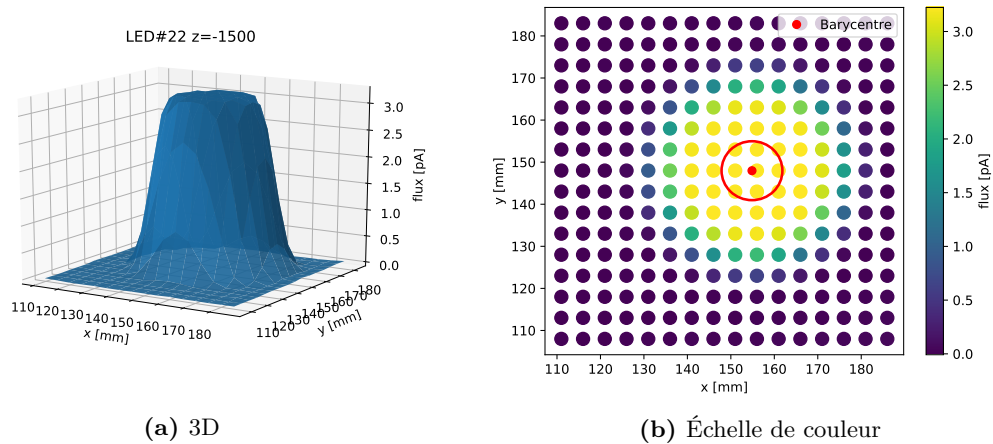 LED#22 z=-1500
3.0
2.5
2.0
1.5
1.0
0.5
0.0
flux [pA]
110 120 130 140 150 160 170 180
x [mm]
110 120 130 140 150 160 170 180
y [mm]
(a) 3D
Barycentre
180
170
160
150
140
130
120
110
y [mm]
110 120 130 140 150 160 170 180
x [mm]
3.0
2.5
2.0
1.5
1.0
0.5
0.0
flux [pA]
(b) Échelle de couleur